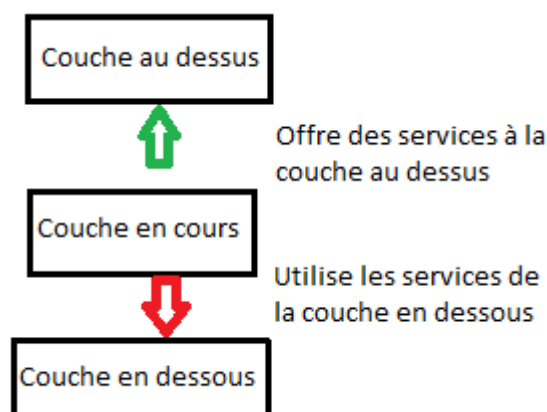 Couche au dessus
Offre des services à la
couche au dessus
Couche en cours
Utilise les services de
la couche en dessous
Couche en dessous